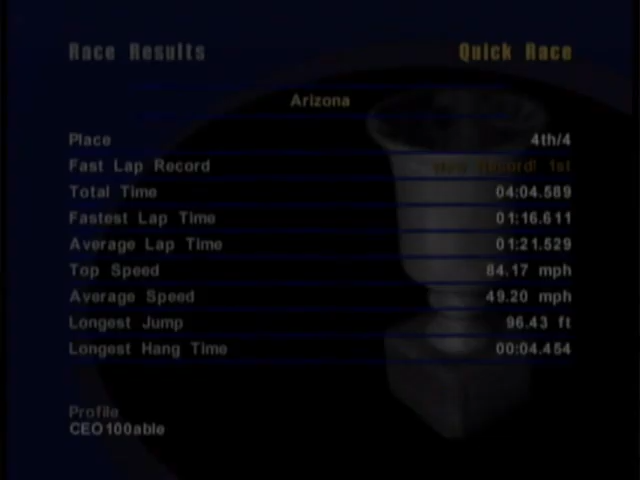 Race Results Quick Race
Arizona
Place 4th/4
Fast Lap Record New Record! 1st
Total Time 04:04.589
Fastest Lap Time 01:16.611
Average Lap Time 01:21.529
Top Speed 84.17 mph
Average Speed 49.20 mph
Longest Jump 96.43 ft
Longest Hang Time 00:04.454
Profile
CEO100able